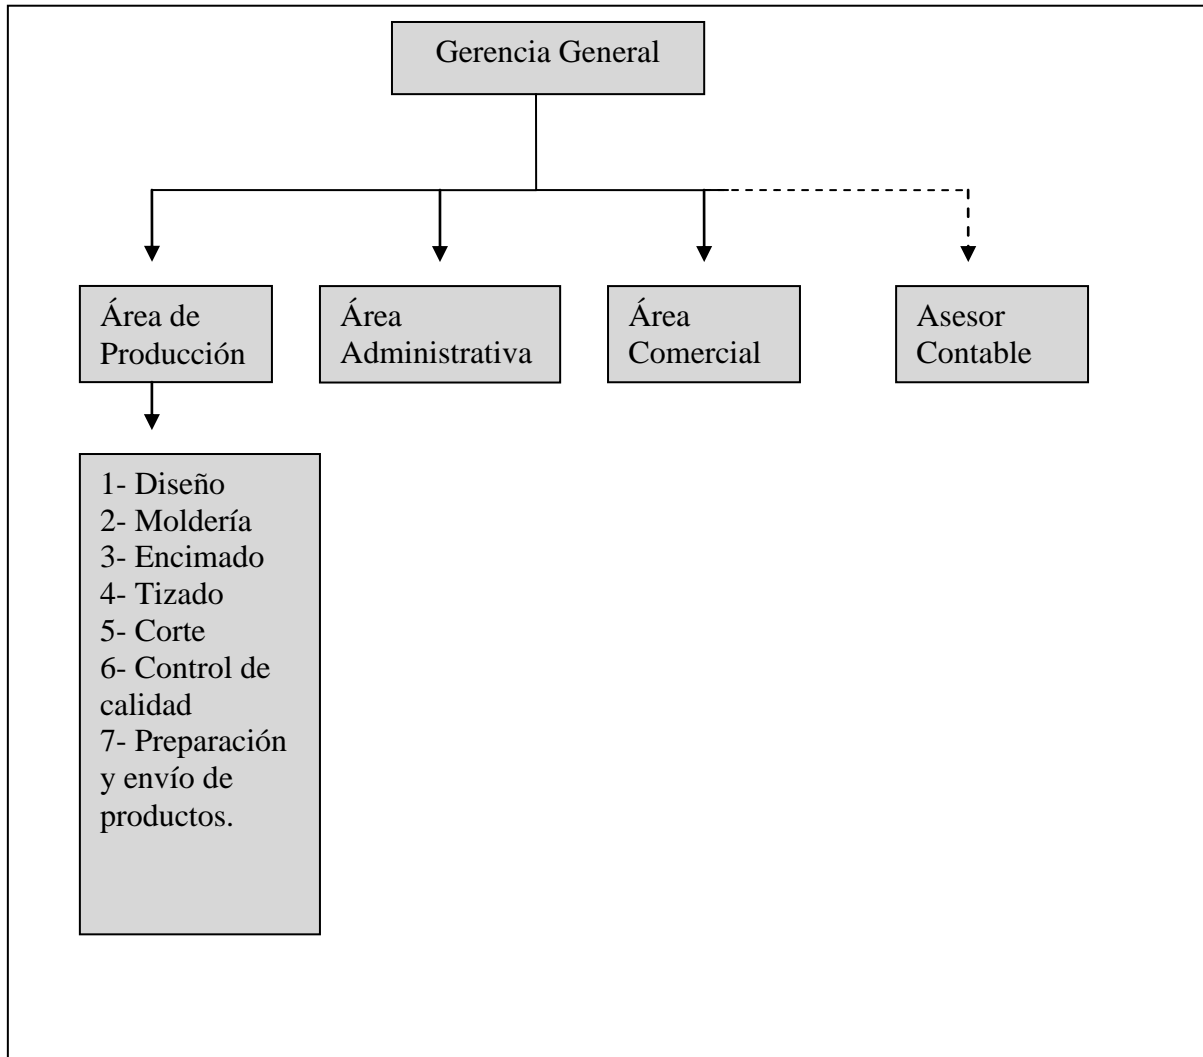 Gerencia General
Área de
Producción
Área
Administrativa
Área
Comercial
Asesor
Contable
1- Diseño
2- Moldería
3- Encimado
4- Tizado
5- Corte
6- Control de
calidad
7- Preparación
y envío de
productos.